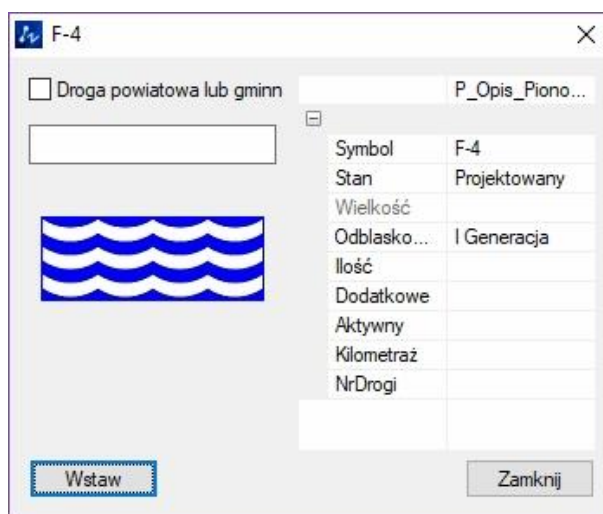 F-4
Droga powiatowa lub gminn
P_Opis_Piono...
Symbol F-4
Stan Projektowany
Wielkość
Odblasko... I Generacja
Ilość
Dodatkowe
Aktywny
Kilometraż
NrDrogi
Wstaw
Zamknij